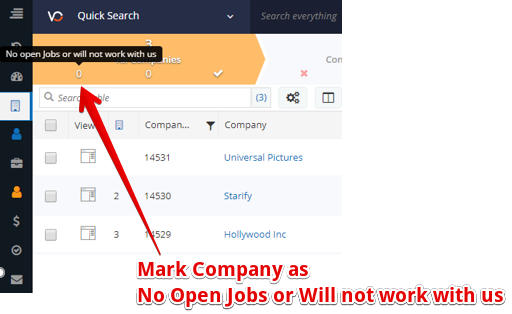 Quick Search
Search everything
3
No open Jobs or will not work with us
0
0
Con
Search
(3)
View
Compan...
Company
14531
Universal Pictures
2
14530
Starify
3
14529
Hollywood Inc
Mark Company as
No Open Jobs or Will not work with us